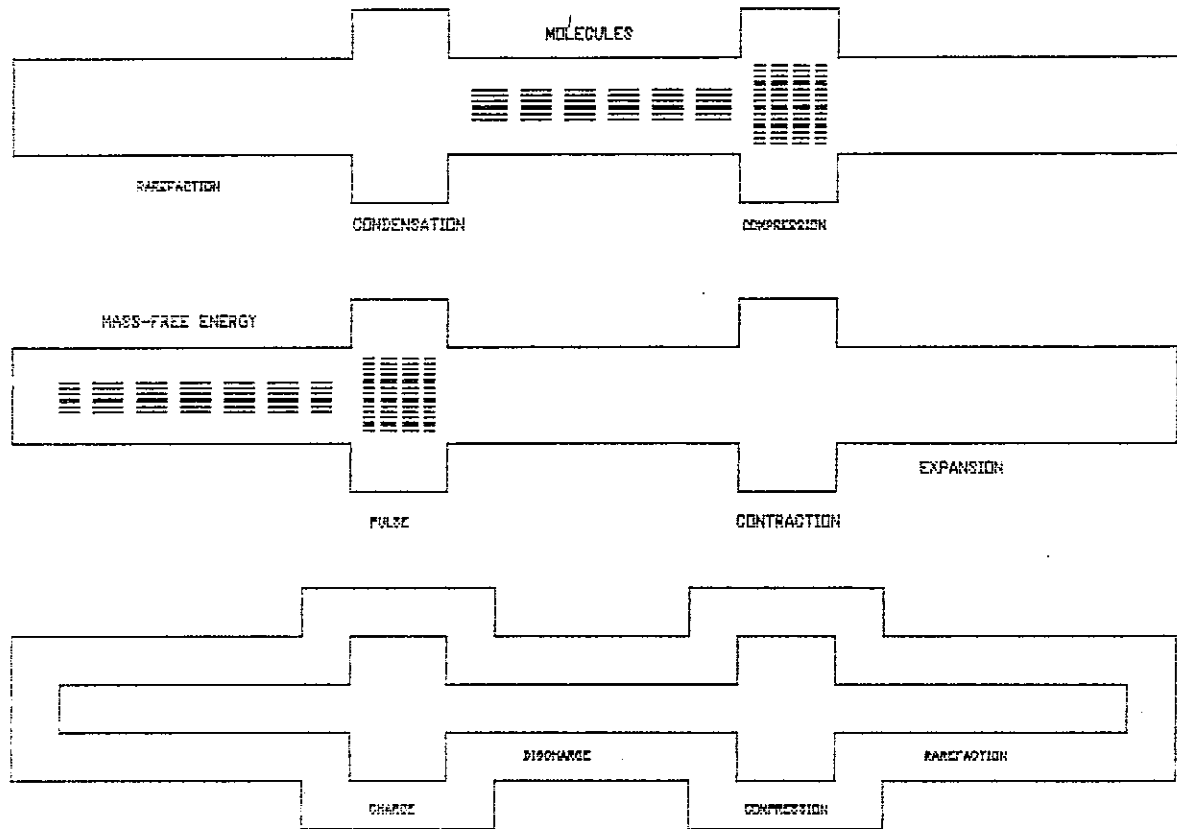 MOLECULES
RAREFACTION
CONDENSATION
COMPRESSION
MASS-FREE ENERGY
EXPANSION
PULSE
CONTRACTION
DISCHARGE
RAREFACTION
CHARGE
COMPRESSION